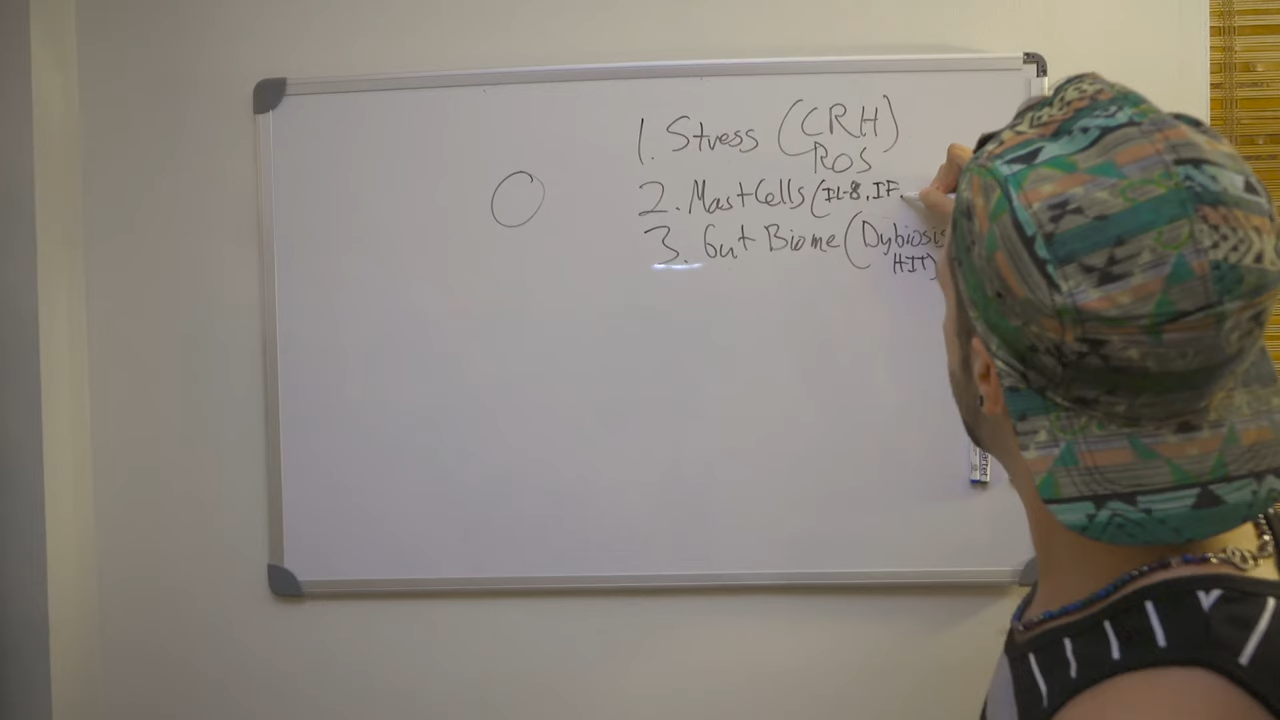 1. Stress (CRH)
ROS
2. Mast Cells (IL-8, IF
3. Gut Biome (Dybiosis
HIT)